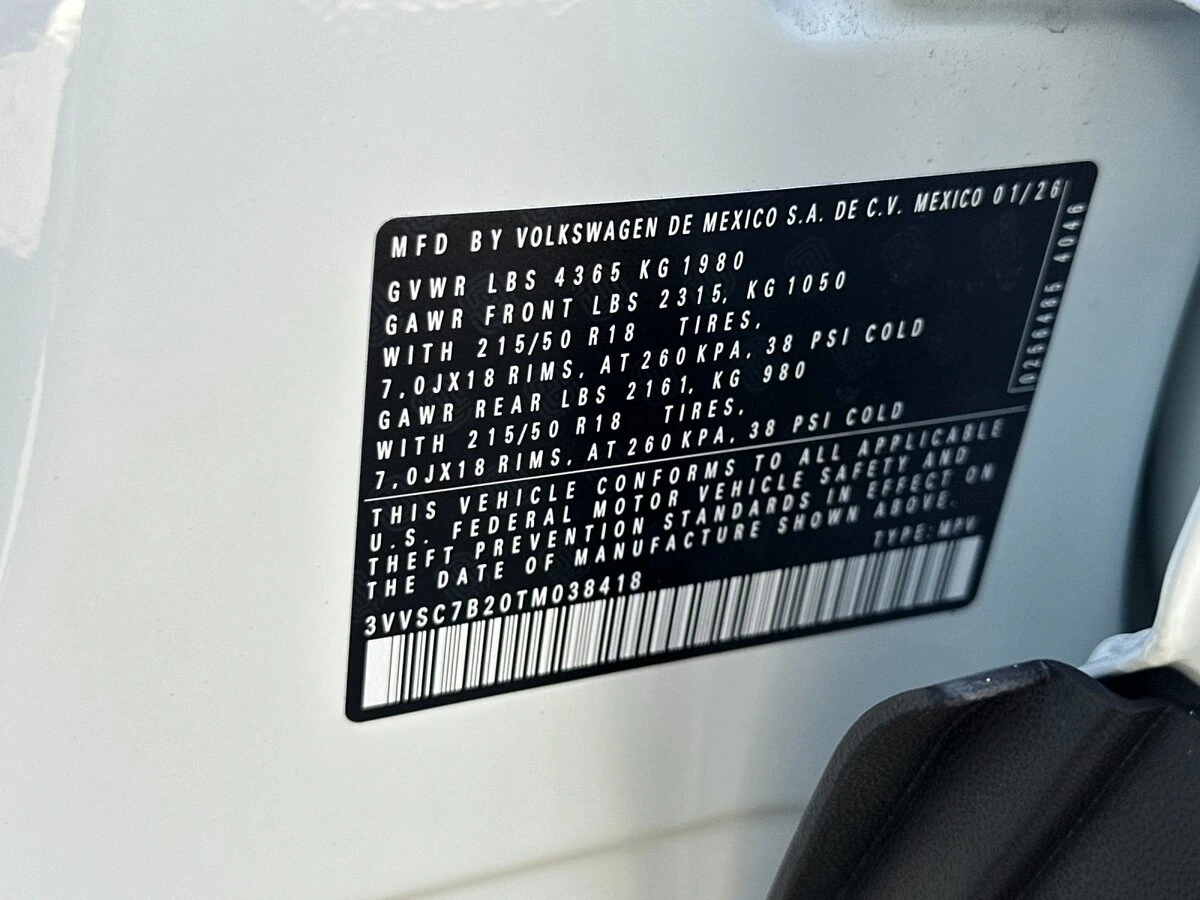 MFD BY VOLKSWAGEN DE MEXICO S.A. DE C.V. MEXICO 01/26
GVWR LBS 4365 KG 1980
GAWR FRONT LBS 2315, KG 1050
WITH 215/50 R18 TIRES,
7,0JX18 RIMS, AT 260 KPA, 38 PSI COLD
GAWR REAR LBS 2161, KG 980
WITH 215/50 R18 TIRES,
7,0JX18 RIMS, AT 260 KPA, 38 PSI COLD
THIS VEHICLE CONFORMS TO ALL APPLICABLE
U.S. FEDERAL MOTOR VEHICLE SAFETY AND
THEFT PREVENTION STANDARDS IN EFFECT ON
THE DATE OF MANUFACTURE SHOWN ABOVE.
TYPE: MPV
3VVSC7B20TM038418
4046